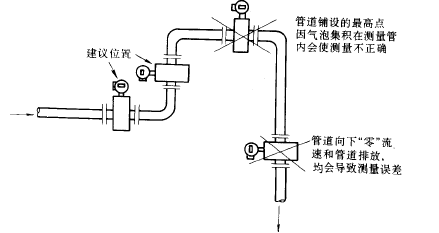 管道铺设的最高点
因气泡集积在测量管
内会使测量不正确
建议位置
管道向下“零”流
速和管道排放，
均会导致测量误差